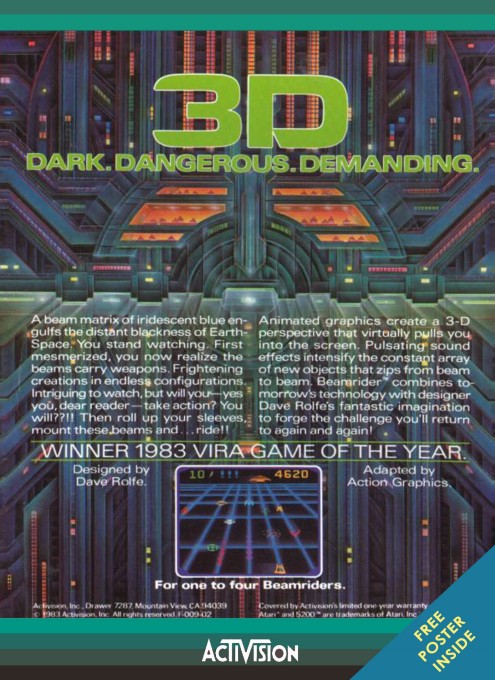 3D
DARK. DANGEROUS. DEMANDING.
A beam matrix of iridescent blue en-
gulfs the distant blackness of Earth-
Space. You stand watching. First
mesmerized, you now realize the
beams carry weapons. Frightening
creations in endless configurations.
Intriguing to watch, but will you—yes
you, dear reader—take action? You
will??!! Then roll up your sleeves,
mount these beams and...ride!!
Animated graphics create a 3-D
perspective that virtually pulls you
into the screen. Pulsating sound
effects intensify the constant array
of new objects that zips from beam
to beam. Beamrider™ combines to-
morrow's technology with designer
Dave Rolfe's fantastic imagination
to forge the challenge you'll return
to again and again!
WINNER 1983 VIRA GAME OF THE YEAR.
Designed by
Dave Rolfe.
Adapted by
Action Graphics.
10 4620
For one to four Beamriders.
Activision, Inc., Drawer 7287, Mountain View, CA 94039
© 1983 Activision, Inc. All rights reserved. F-009-02
Covered by Activision's limited one-year warranty
Atari® and 5200™ are trademarks of Atari, Inc.
FREE
POSTER
INSIDE
ACTIVISION